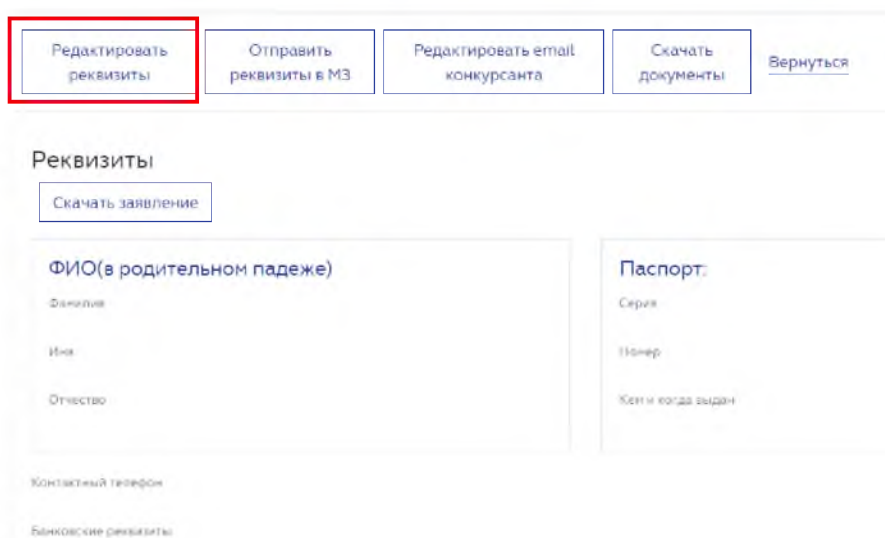 Редактировать
реквизиты
Отправить
реквизиты в МЗ
Редактировать email
конкурсанта
Скачать
документы
Вернуться
Реквизиты
Скачать заявление
ФИО(в родительном падеже)
Фамилия
Имя
Отчество
Паспорт:
Серия
Номер
Кем и когда выдан
Контактный телефон
Банковские реквизиты